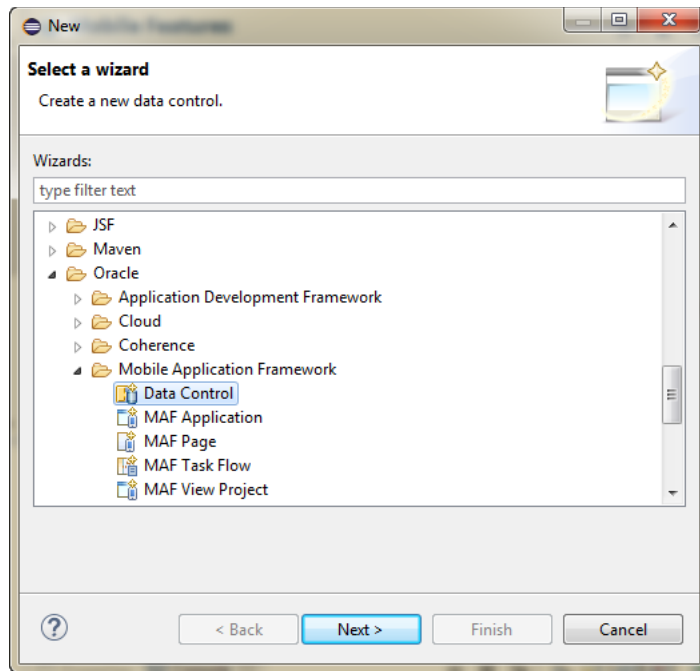 New
Select a wizard
Create a new data control.
Wizards:
type filter text
JSF
Maven
Oracle
Application Development Framework
Cloud
Coherence
Mobile Application Framework
Data Control
MAF Application
MAF Page
MAF Task Flow
MAF View Project
?
< Back
Next >
Finish
Cancel